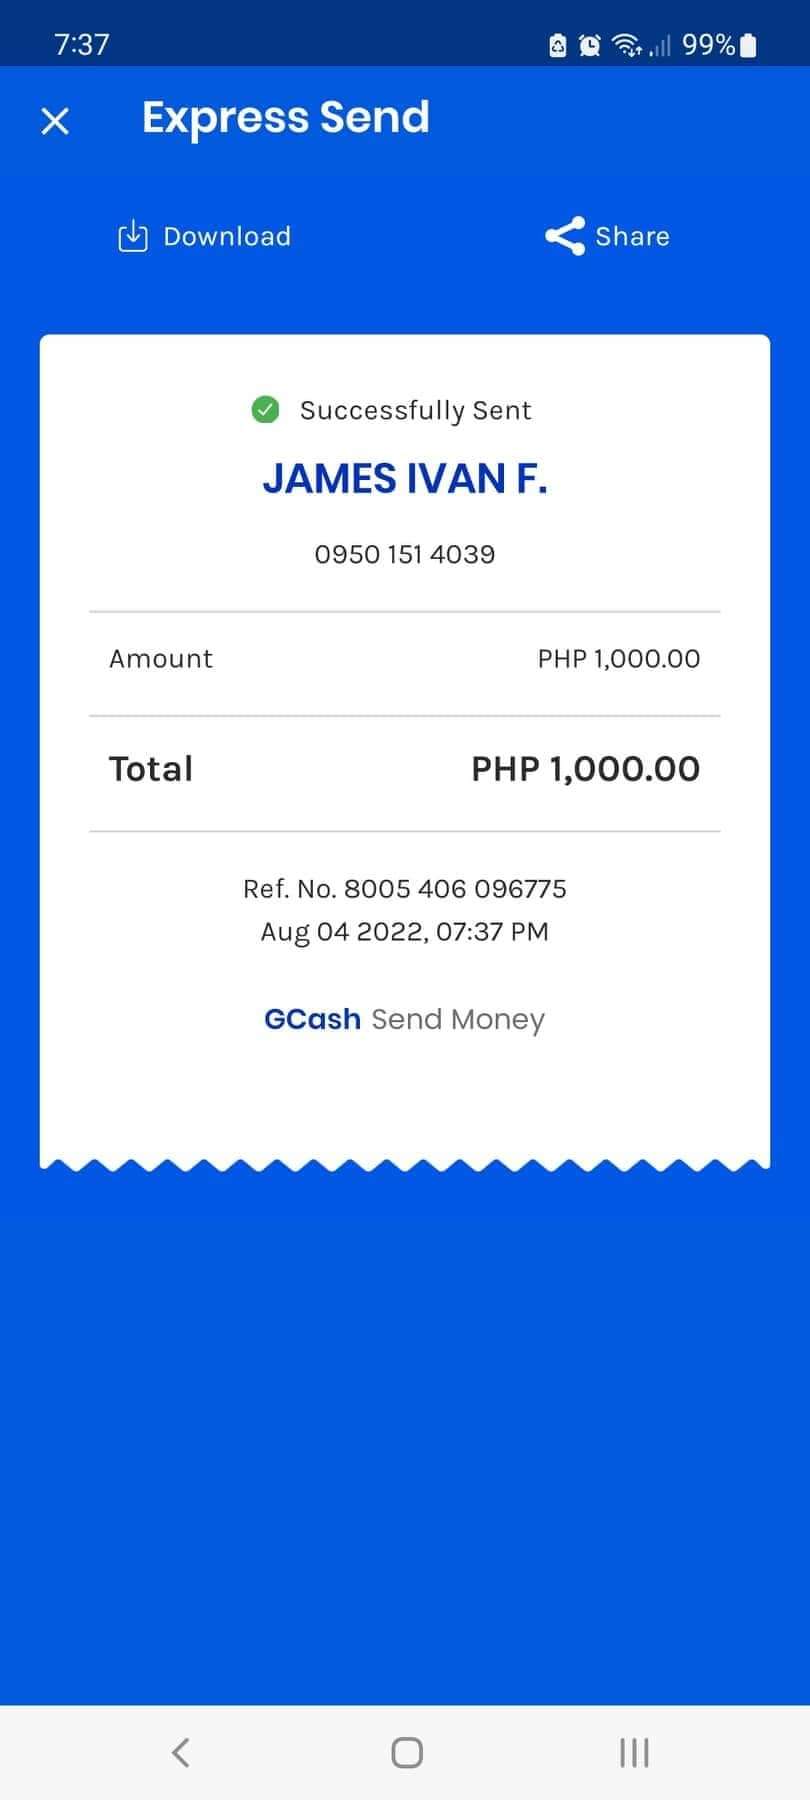 7:37 99%
Express Send
Download Share
Successfully Sent
JAMES IVAN F.
0950 151 4039
Amount PHP 1,000.00
Total PHP 1,000.00
Ref. No. 8005 406 096775
Aug 04 2022, 07:37 PM
GCash Send Money